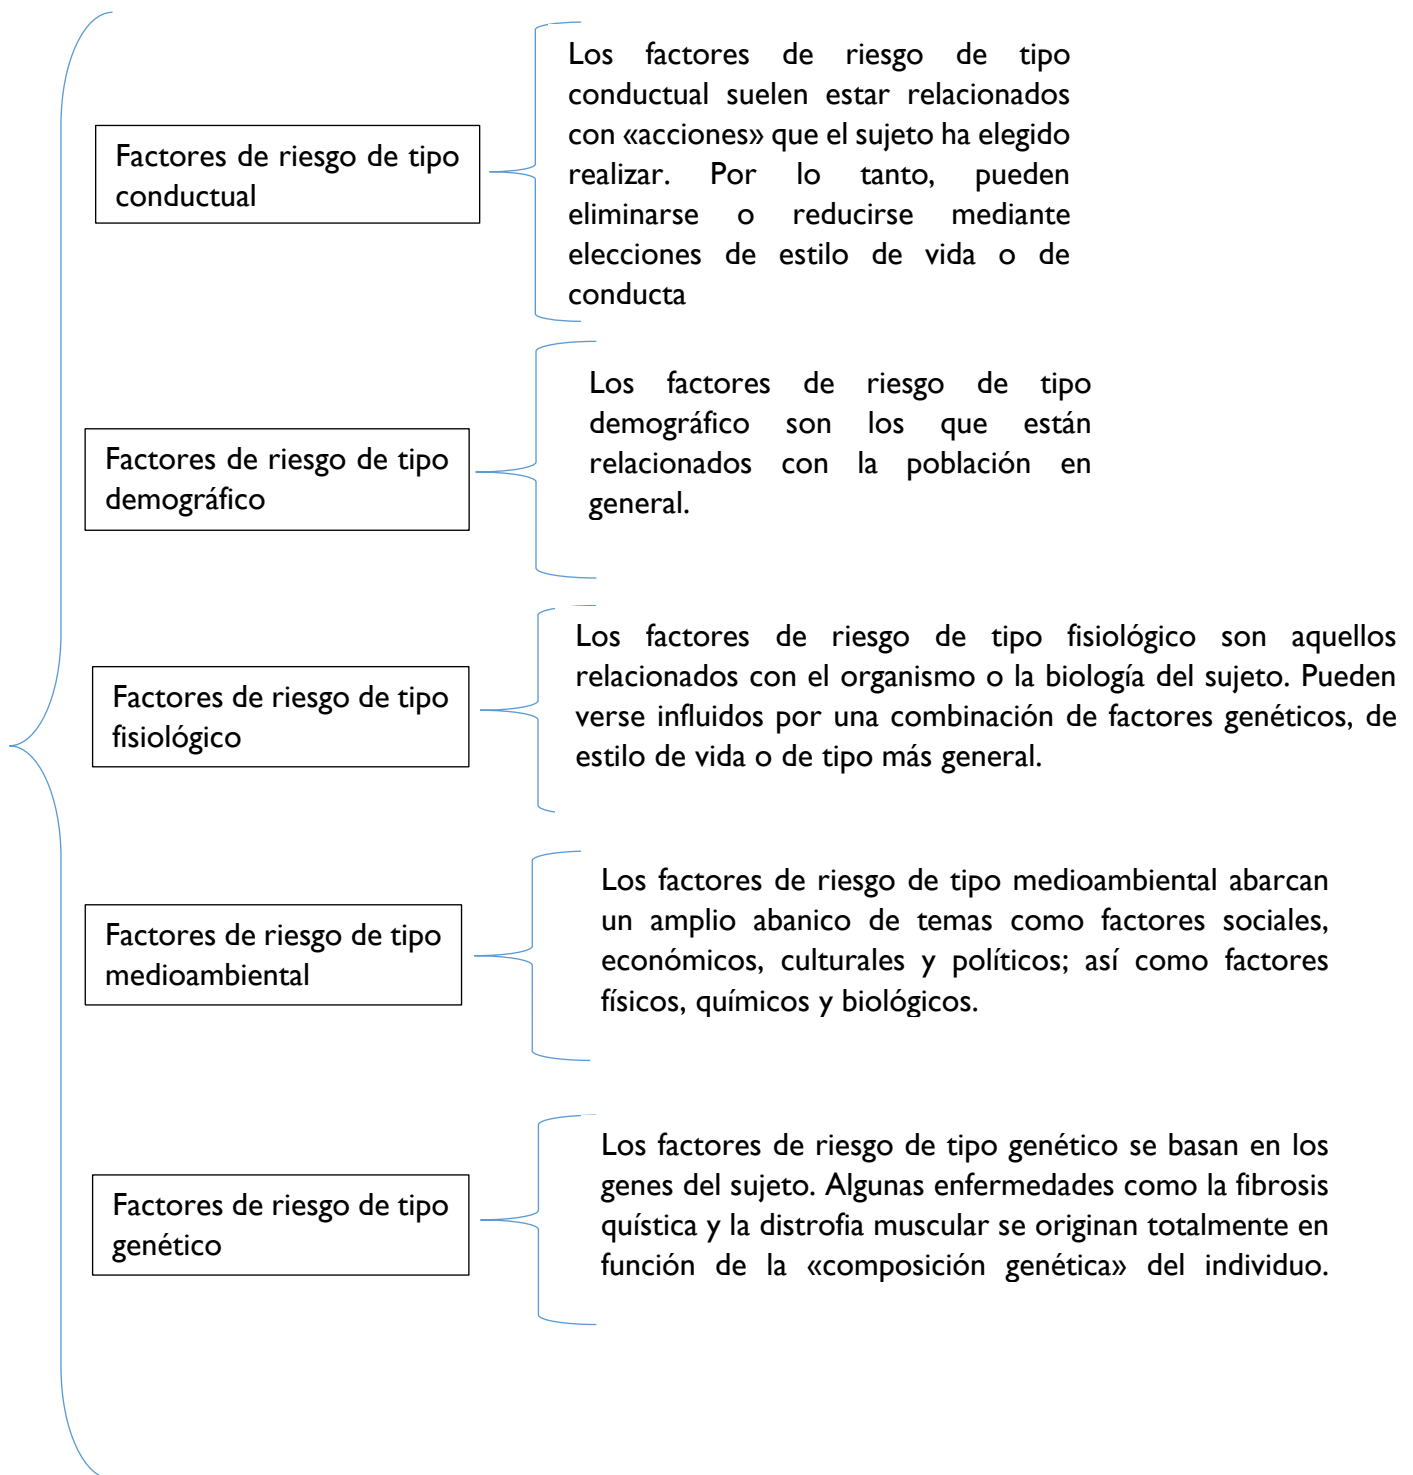 Factores de riesgo de tipo
conductual
Los factores de riesgo de tipo
conductual suelen estar relacionados
con «acciones» que el sujeto ha elegido
realizar. Por lo tanto, pueden
eliminarse o reducirse mediante
elecciones de estilo de vida o de
conducta
Factores de riesgo de tipo
demográfico
Los factores de riesgo de tipo
demográfico son los que están
relacionados con la población en
general.
Factores de riesgo de tipo
fisiológico
Los factores de riesgo de tipo fisiológico son aquellos
relacionados con el organismo o la biología del sujeto. Pueden
verse influidos por una combinación de factores genéticos, de
estilo de vida o de tipo más general.
Factores de riesgo de tipo
medioambiental
Los factores de riesgo de tipo medioambiental abarcan
un amplio abanico de temas como factores sociales,
económicos, culturales y políticos; así como factores
físicos, químicos y biológicos.
Factores de riesgo de tipo
genético
Los factores de riesgo de tipo genético se basan en los
genes del sujeto. Algunas enfermedades como la fibrosis
quística y la distrofia muscular se originan totalmente en
función de la «composición genética» del individuo.